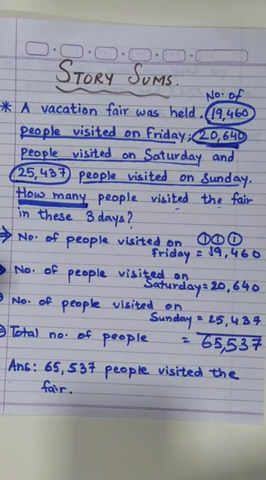 STORY SUMS.
No. of
* A vacation fair was held. 19,460
people visited on Friday; 20,640
people visited on Saturday and
25,437 people visited on Sunday.
How many people visited the fair
in these 3 days?
→ No. of people visited on ① ① ①
Friday = 19,460
→ No. of people visited on
Saturday = 20,640
→ No. of people visited on
Sunday = 25,437
→ Total no. of people = 65,537
Ans: 65,537 people visited the
fair.